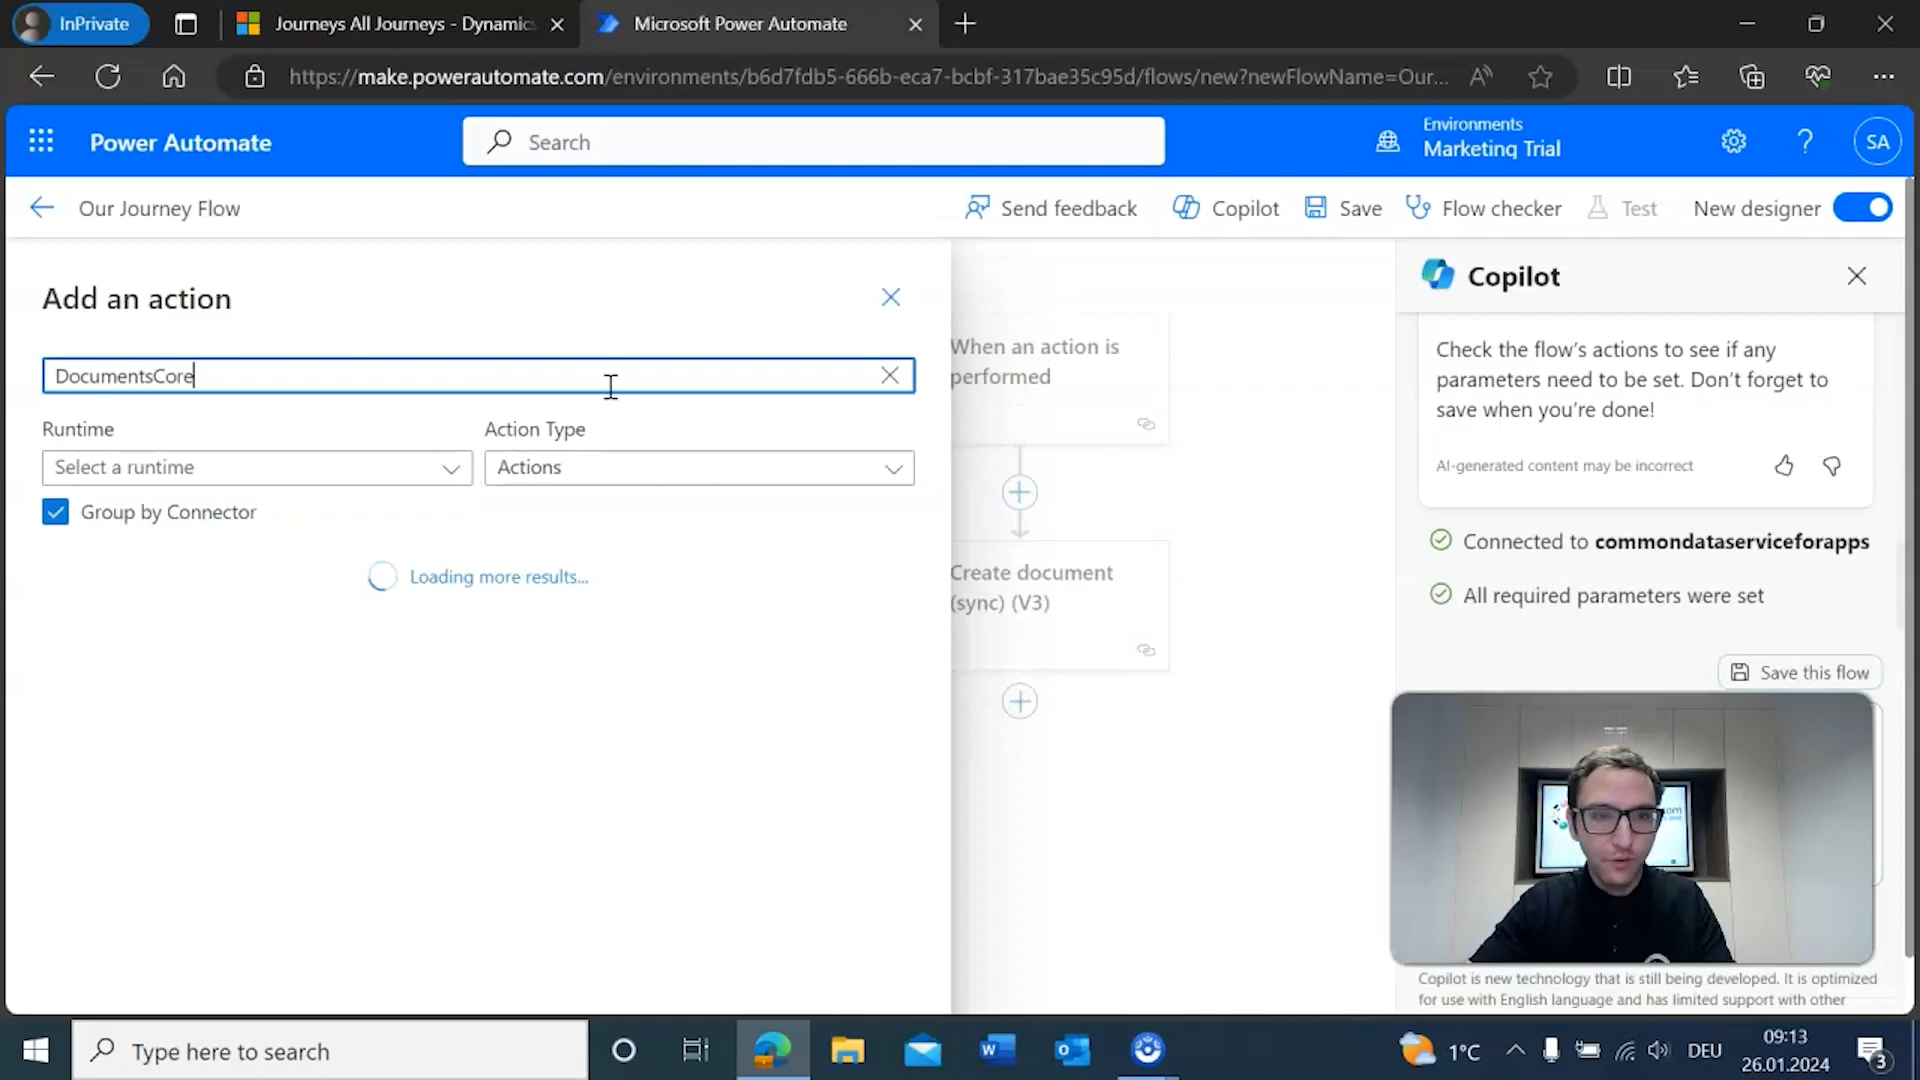 InPrivate
Journeys All Journeys - Dynamic
Microsoft Power Automate
https://make.powerautomate.com/environments/b6d7fdb5-666b-eca7-bcbf-317bae35c95d/flows/new?newFlowName=Our...
Power Automate
Search
Environments
Marketing Trial
SA
Our Journey Flow
Send feedback
Copilot
Save
Flow checker
Test
New designer
Add an action
DocumentsCore
Runtime
Action Type
Select a runtime
Actions
Group by Connector
Loading more results...
When an action is
performed
Create document
(sync) (V3)
Copilot
Check the flow's actions to see if any
parameters need to be set. Don't forget to
save when you're done!
AI-generated content may be incorrect
Connected to commondataserviceforapps
All required parameters were set
Save this flow
Copilot is new technology that is still being developed. It is optimized
for use with English language and has limited support with other
Type here to search
1°C
DEU
09:13
26.01.2024
3